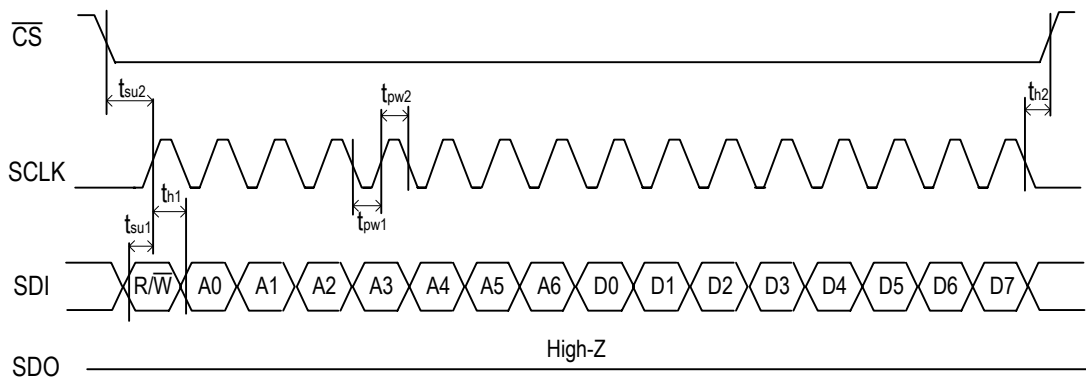 CS
tsu2
tpw2
th2
SCLK
th1
tpw1
tsu1
SDI
R/W A0 A1 A2 A3 A4 A5 A6 D0 D1 D2 D3 D4 D5 D6 D7
High-Z
SDO